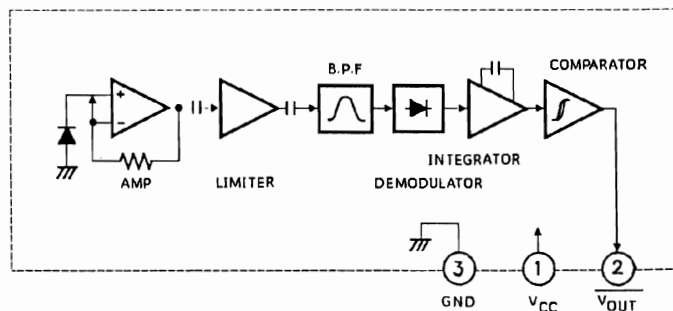 B.P.F
COMPARATOR
+
−
AMP
LIMITER
DEMODULATOR
INTEGRATOR
3
1
2
GND
VCC
VOUT